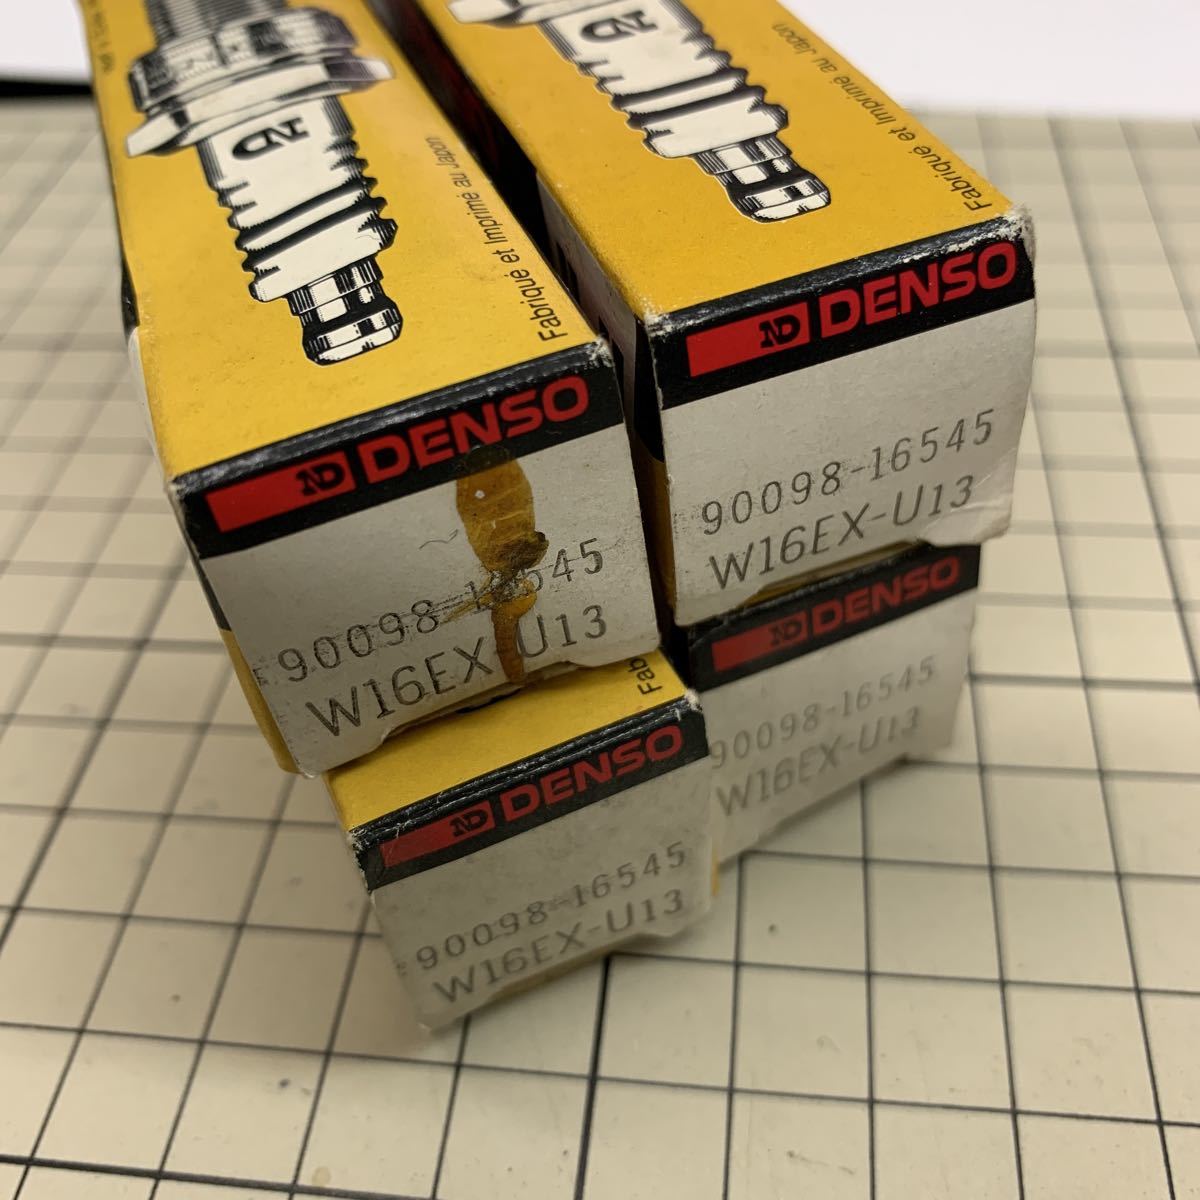 ND
Fabriqué et Imprimé au Japon
ND DENSO
90098-16545
W16EX-U13
ND
Fabriqué et Imprimé au Japon
ND DENSO
90098-16545
W16EX-U13
Fab
ND DENSO
90098-16545
W16EX-U13
ND DENSO
90098-16545
W16EX-U13